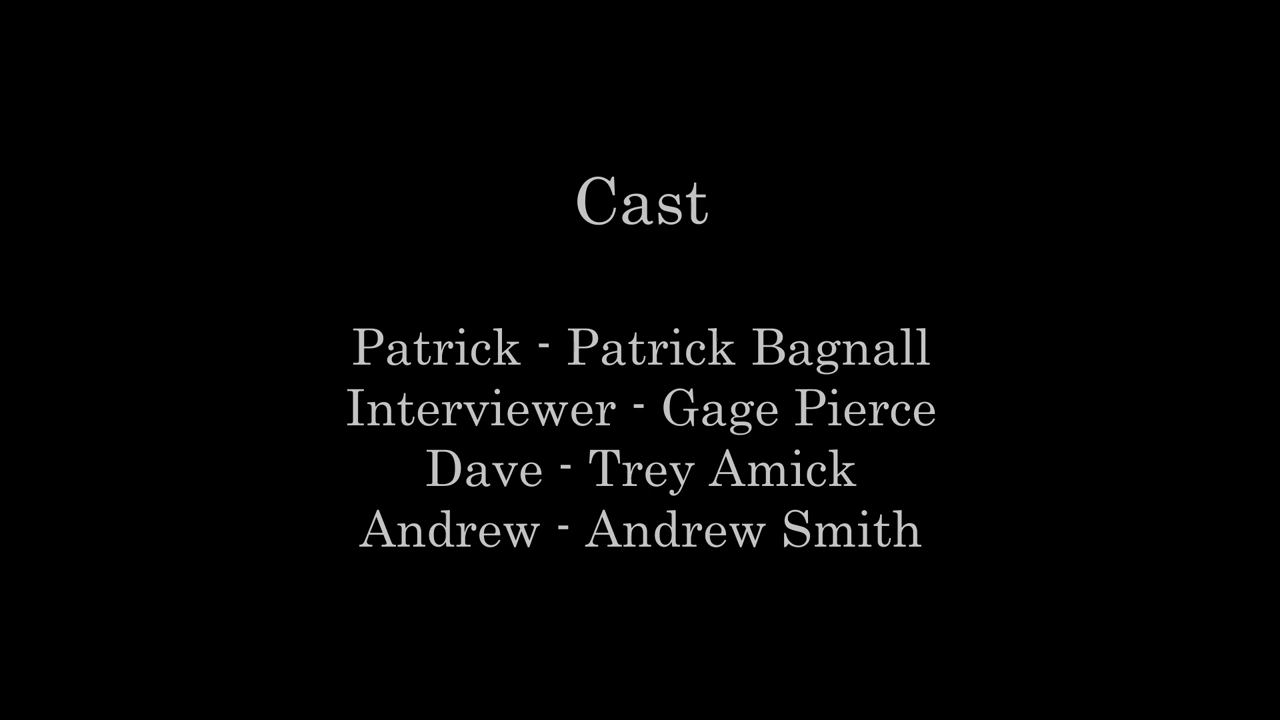 Cast
Patrick - Patrick Bagnall
Interviewer - Gage Pierce
Dave - Trey Amick
Andrew - Andrew Smith